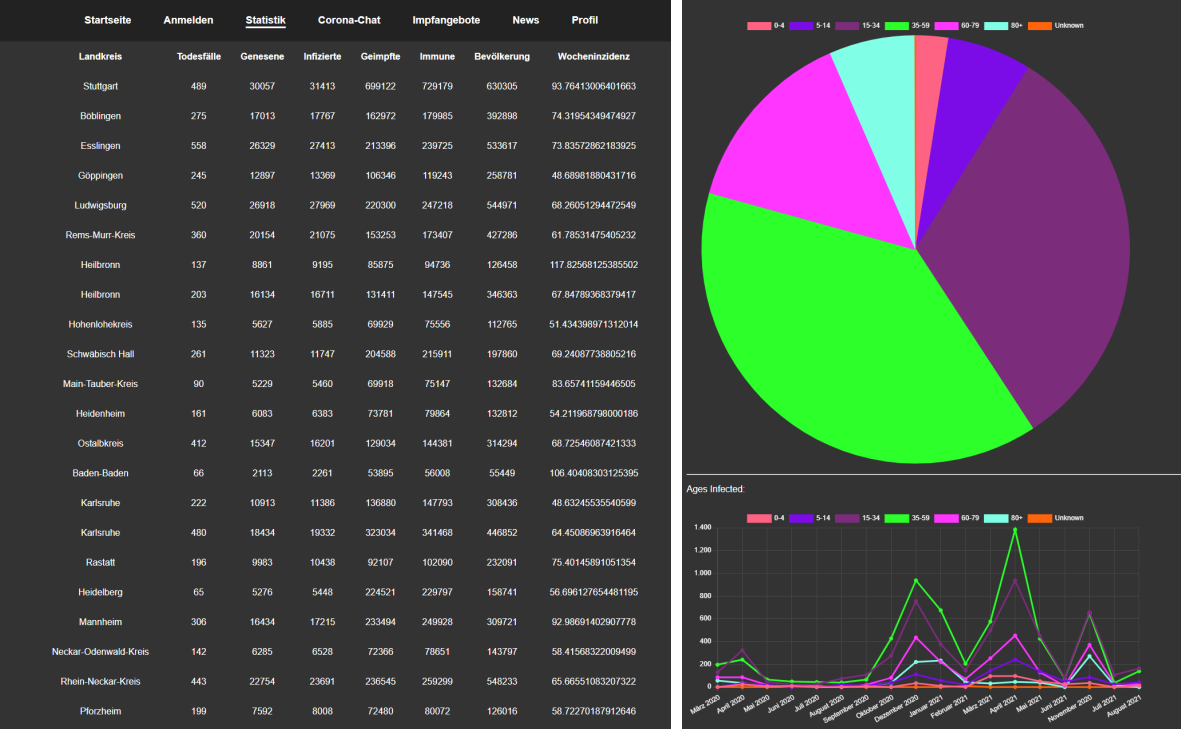 Startseite Anmelden Statistik Corona-Chat Impfangebote News Profil
Landkreis Todesfälle Genesene Infizierte Geimpfte Immune Bevölkerung Wocheninzidenz
Stuttgart 489 30057 31413 699122 729179 630305 93.76413006401663
Böblingen 275 17013 17767 162972 179985 392898 74.31954349474927
Esslingen 558 26329 27413 213396 239725 533617 73.83572862183925
Göppingen 245 12897 13369 106346 119243 258781 48.68981880431716
Ludwigsburg 520 26918 27969 220300 247218 544971 68.26051294472549
Rems-Murr-Kreis 360 20154 21075 153253 173407 427286 61.78531475405232
Heilbronn 137 8861 9195 85875 94736 126458 117.82568125385502
Heilbronn 203 16134 16711 131411 147545 346363 67.84789368379417
Hohenlohekreis 135 5627 5885 69929 75556 112765 51.434398971312014
Schwäbisch Hall 261 11323 11747 204588 215911 197860 69.24087738805216
Main-Tauber-Kreis 90 5229 5460 69918 75147 132684 83.65741159446505
Heidenheim 161 6083 6383 73781 79864 132812 54.211968798000186
Ostalbkreis 412 15347 16201 129034 144381 314294 68.72546087421333
Baden-Baden 66 2113 2261 53895 56008 55449 106.40408303125395
Karlsruhe 222 10913 11386 136880 147793 308436 48.63245535540599
Karlsruhe 480 18434 19332 323034 341468 446852 64.45086963916464
Rastatt 196 9983 10438 92107 102090 232091 75.40145891051354
Heidelberg 65 5276 5448 224521 229797 158741 56.696127654481195
Mannheim 306 16434 17215 233494 249928 309721 92.98691402907778
Neckar-Odenwald-Kreis 142 6285 6528 72366 78651 143797 58.41568322009499
Rhein-Neckar-Kreis 443 22754 23691 236545 259299 548233 65.66551083207322
Pforzheim 199 7592 8008 72480 80072 126016 58.72270187912646
0-4 5-14 15-34 35-59 60-79 80+ Unknown
Ages Infected:
0-4 5-14 15-34 35-59 60-79 80+ Unknown
1.400
1.200
1.000
800
600
400
200
0
März 2020 April 2020 Mai 2020 Juni 2020 Juli 2020 August 2020 September 2020 Oktober 2020 Dezember 2020 Januar 2021 Februar 2021 März 2021 April 2021 Mai 2021 Juni 2021 November 2020 Juli 2021 August 2021